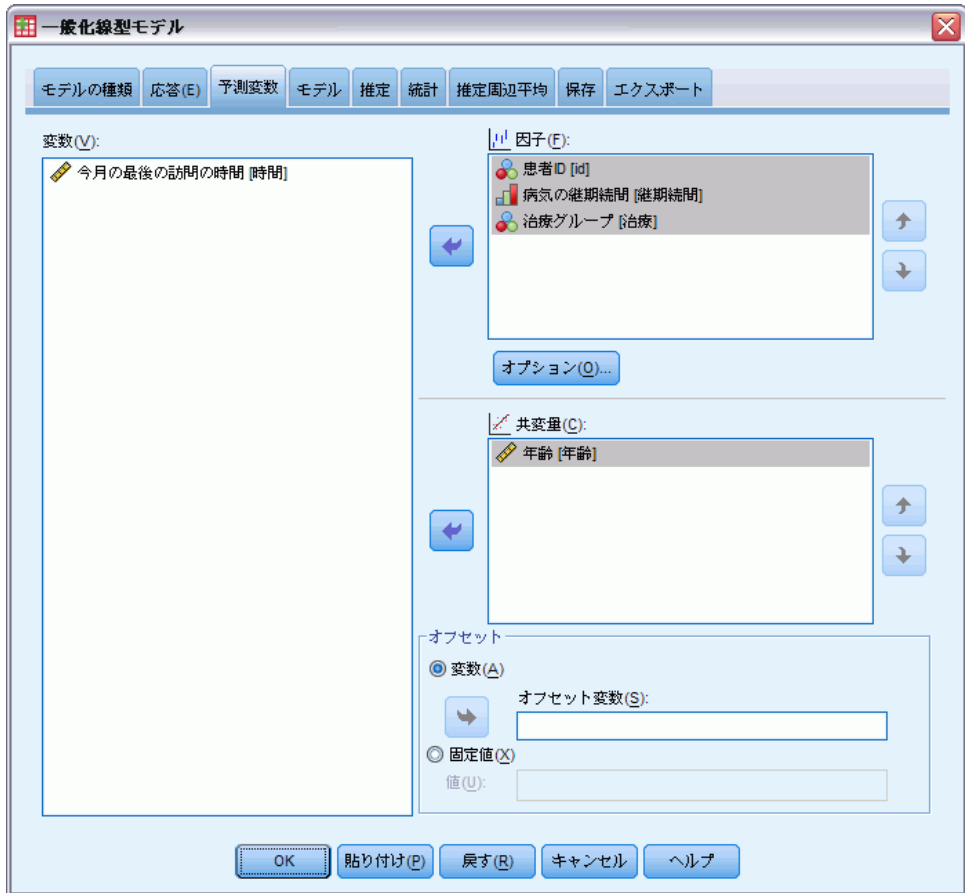 一般化線型モデル
モデルの種類 応答(E) 予測変数 モデル 推定 統計 推定周辺平均 保存 エクスポート
変数(V):
今月の最後の訪問の時間 [時間]
因子(F):
患者ID [id]
病気の継期続間 [継期続間]
治療グループ [治療]
オプション(O)...
共変量(C):
年齢 [年齢]
オフセット
変数(A)
オフセット変数(S):
固定値(X)
値(U):
OK 貼り付け(P) 戻す(R) キャンセル ヘルプ